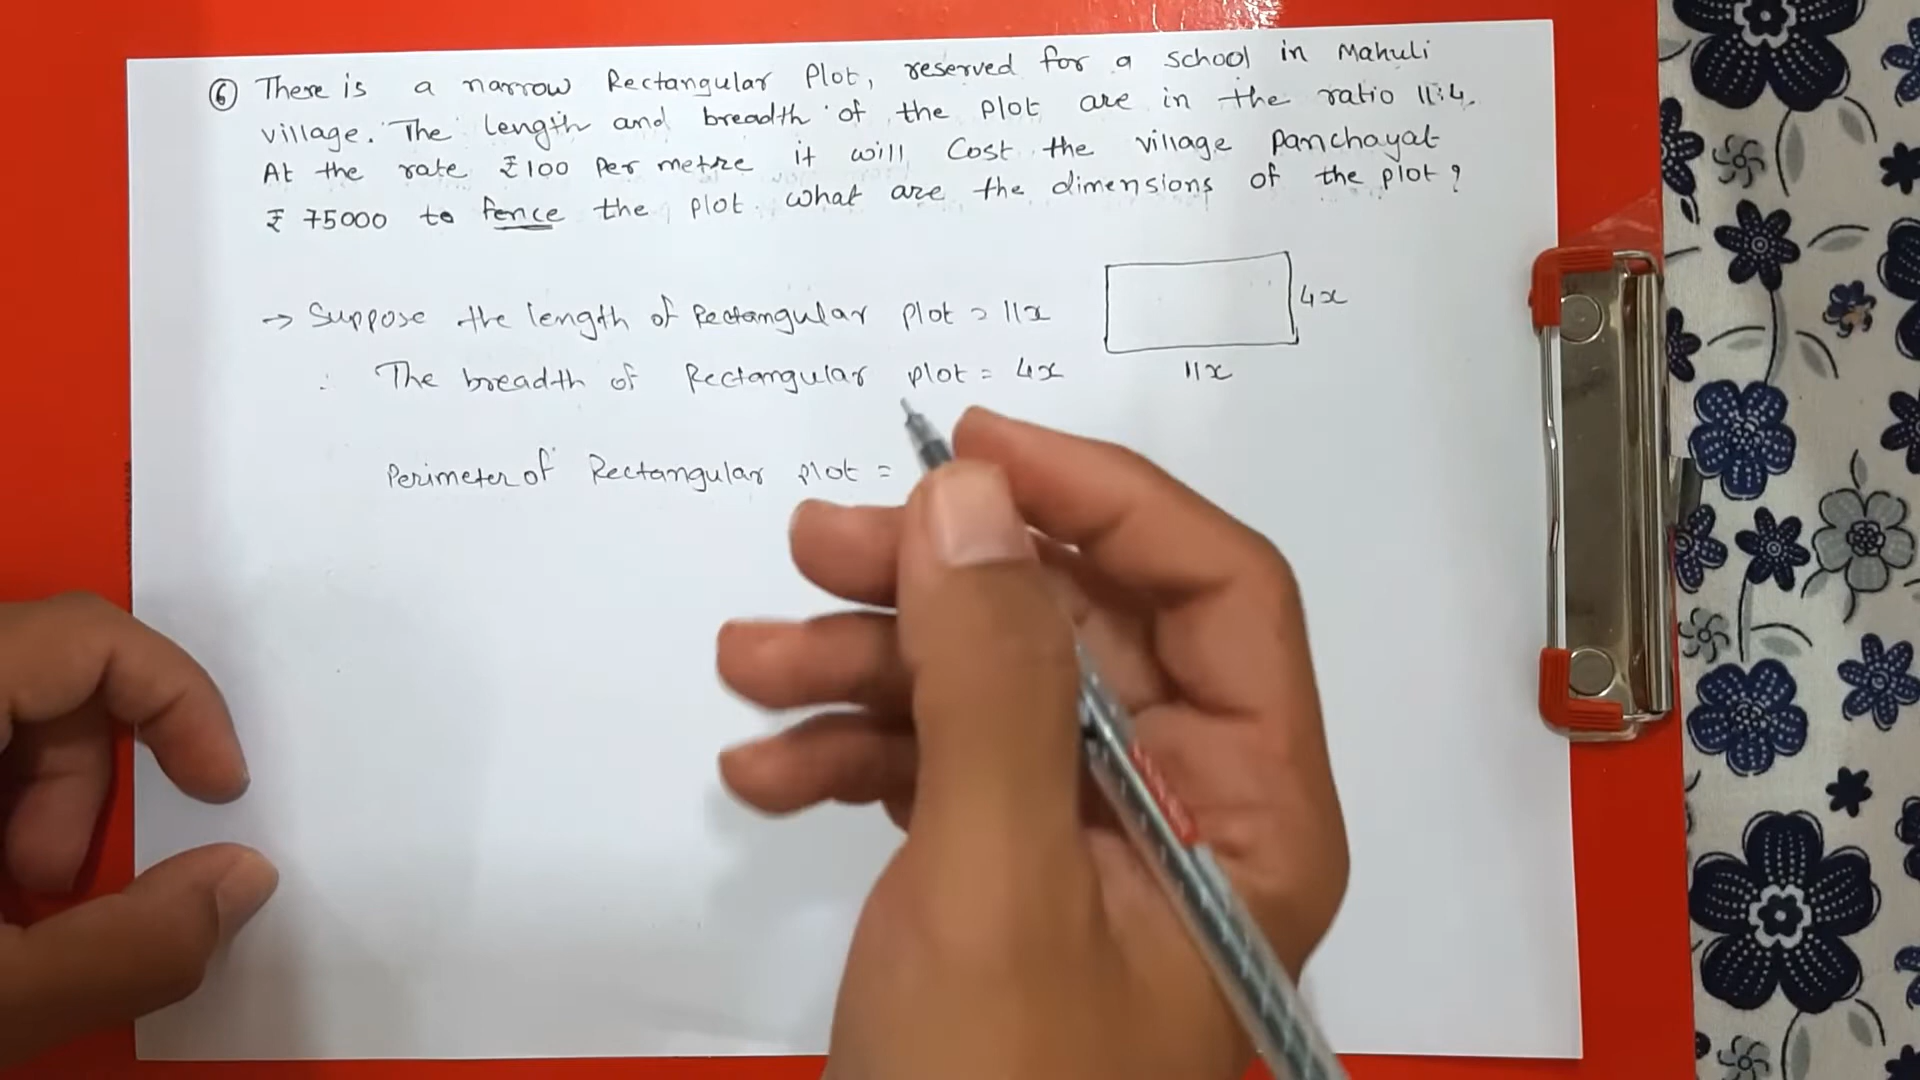 ⑥ There is a narrow Rectangular Plot, reserved for a school in Mahuli
village. The length and breadth of the plot are in the ratio 11:4.
At the rate ₹100 Per metre it will Cost the village panchayat
₹ 75000 to fence the plot. what are the dimensions of the plot?
→ Suppose the length of Rectangular plot = 11x
4x
∴ The breadth of Rectangular plot = 4x
11x
Perimeter of Rectangular plot =